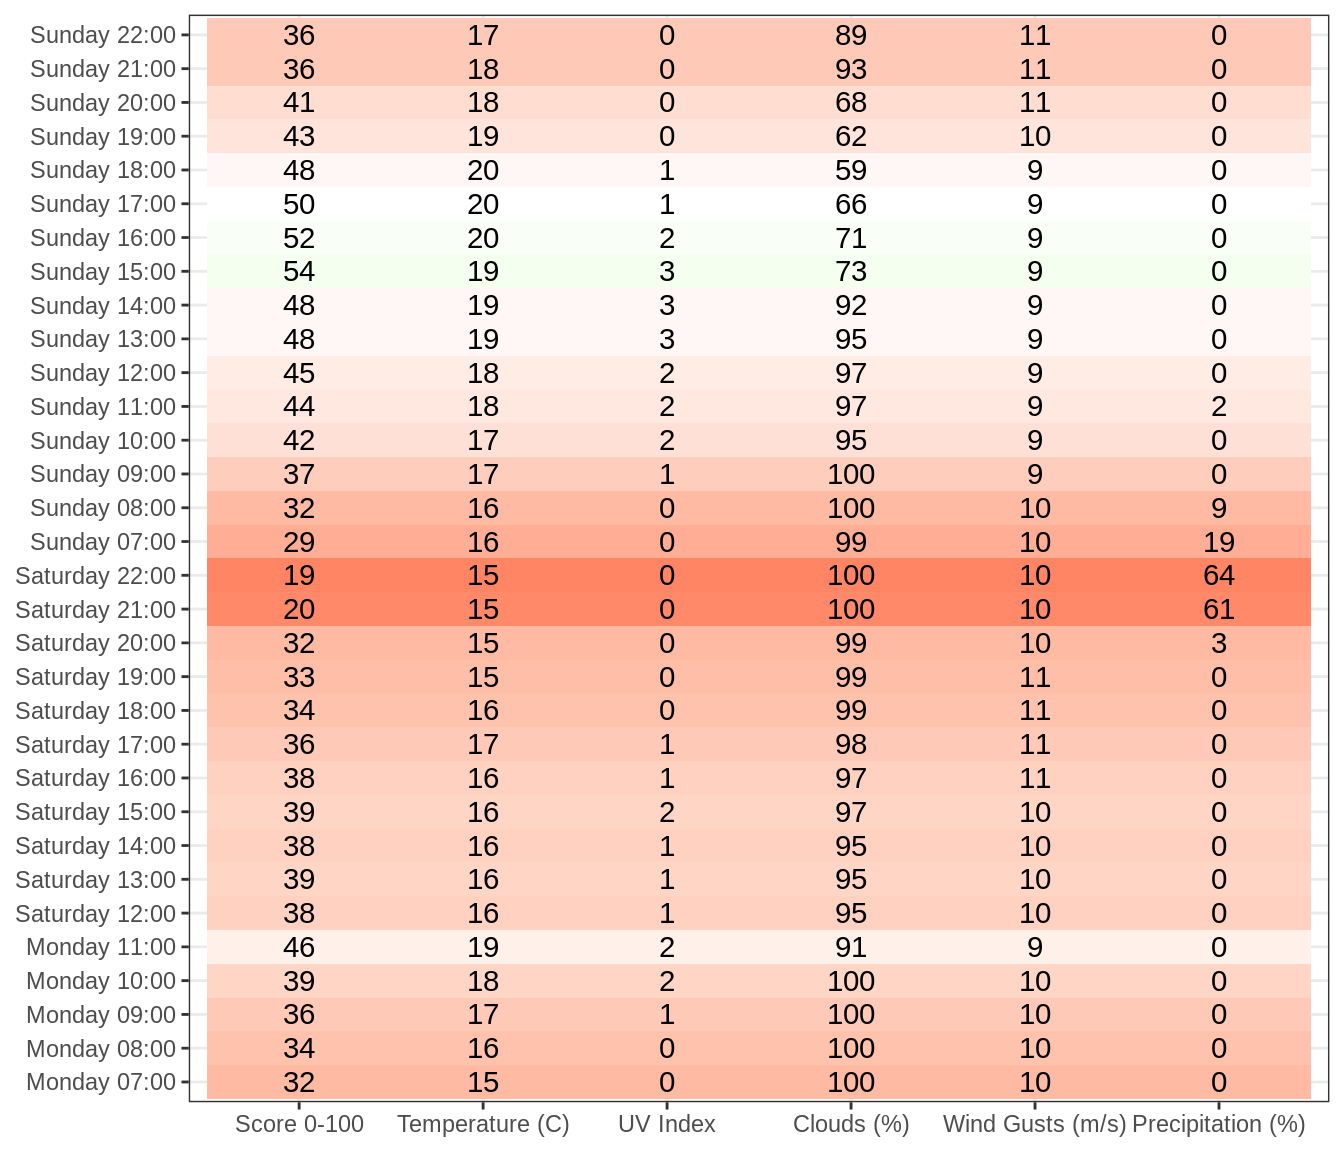 Sunday 22:00 36 17 0 89 11 0
Sunday 21:00 36 18 0 93 11 0
Sunday 20:00 41 18 0 68 11 0
Sunday 19:00 43 19 0 62 10 0
Sunday 18:00 48 20 1 59 9 0
Sunday 17:00 50 20 1 66 9 0
Sunday 16:00 52 20 2 71 9 0
Sunday 15:00 54 19 3 73 9 0
Sunday 14:00 48 19 3 92 9 0
Sunday 13:00 48 19 3 95 9 0
Sunday 12:00 45 18 2 97 9 0
Sunday 11:00 44 18 2 97 9 2
Sunday 10:00 42 17 2 95 9 0
Sunday 09:00 37 17 1 100 9 0
Sunday 08:00 32 16 0 100 10 9
Sunday 07:00 29 16 0 99 10 19
Saturday 22:00 19 15 0 100 10 64
Saturday 21:00 20 15 0 100 10 61
Saturday 20:00 32 15 0 99 10 3
Saturday 19:00 33 15 0 99 11 0
Saturday 18:00 34 16 0 99 11 0
Saturday 17:00 36 17 1 98 11 0
Saturday 16:00 38 16 1 97 11 0
Saturday 15:00 39 16 2 97 10 0
Saturday 14:00 38 16 1 95 10 0
Saturday 13:00 39 16 1 95 10 0
Saturday 12:00 38 16 1 95 10 0
Monday 11:00 46 19 2 91 9 0
Monday 10:00 39 18 2 100 10 0
Monday 09:00 36 17 1 100 10 0
Monday 08:00 34 16 0 100 10 0
Monday 07:00 32 15 0 100 10 0
Score 0-100 Temperature (C) UV Index Clouds (%) Wind Gusts (m/s) Precipitation (%)